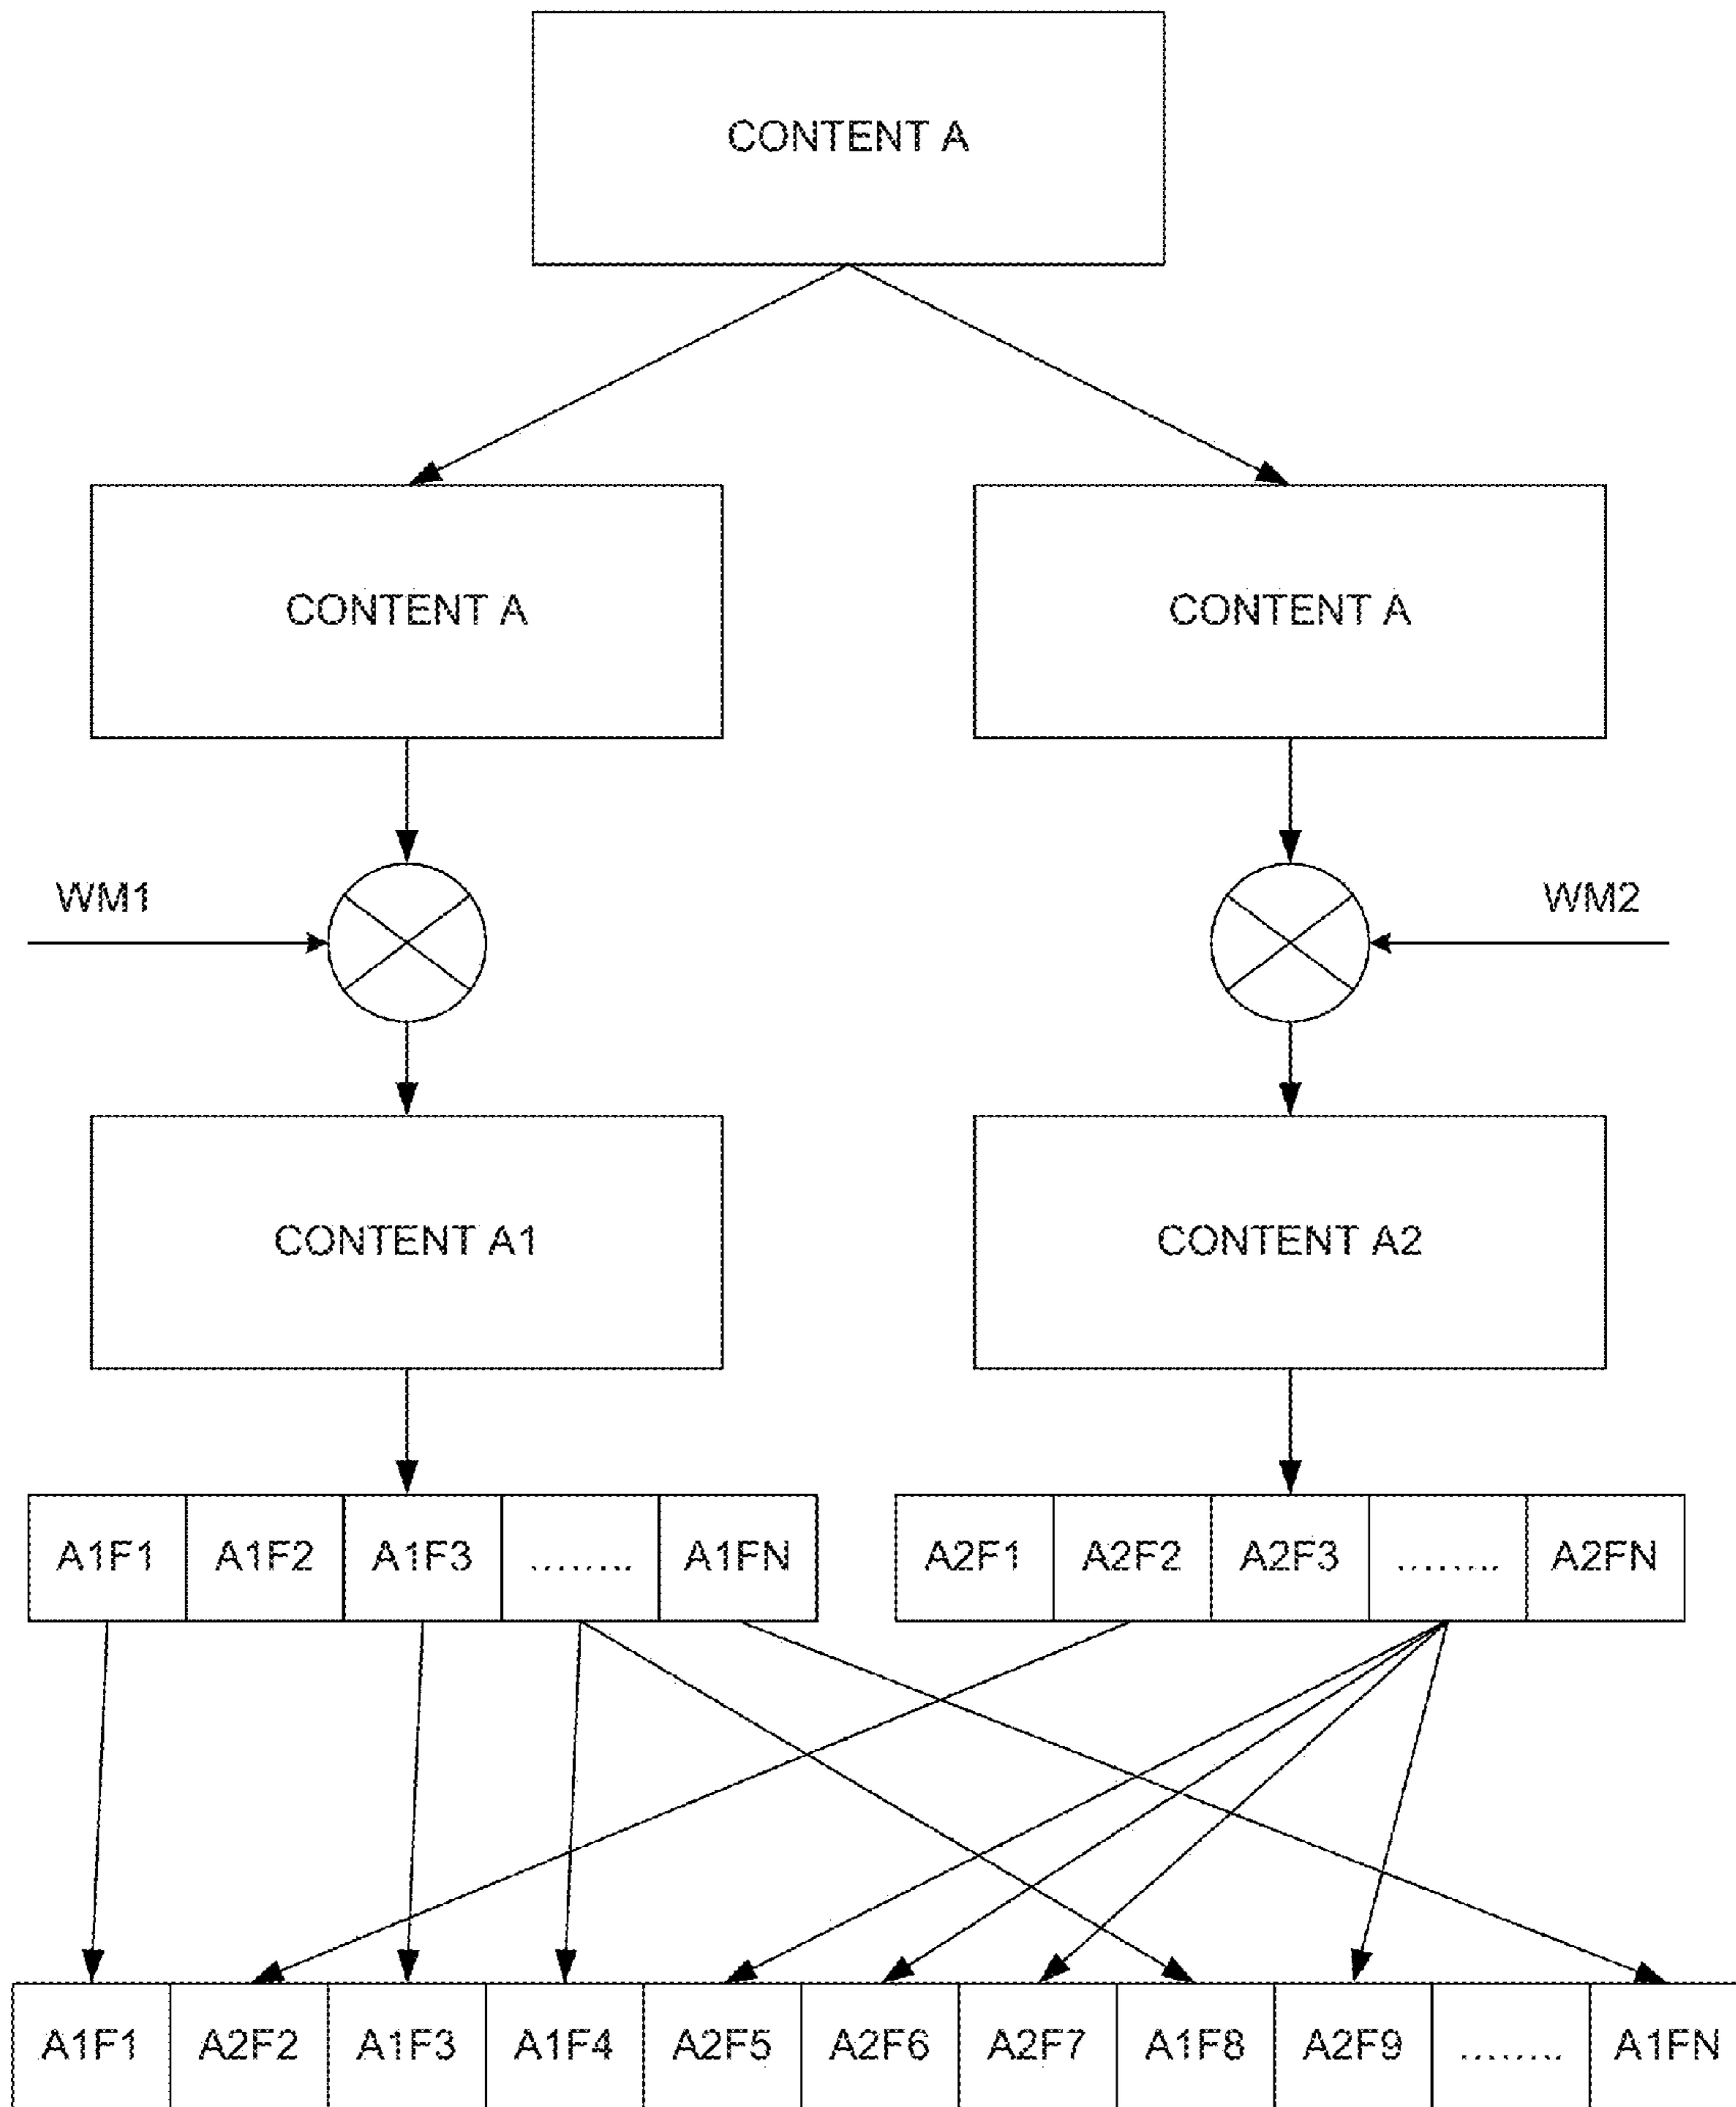 CONTENT A
CONTENT A CONTENT A
WM1 WM2
CONTENT A1 CONTENT A2
A1F1 A1F2 A1F3 ........ A1FN A2F1 A2F2 A2F3 ........ A2FN
A1F1 A2F2 A1F3 A1F4 A2F5 A2F6 A2F7 A1F8 A2F9 ........ A1FN